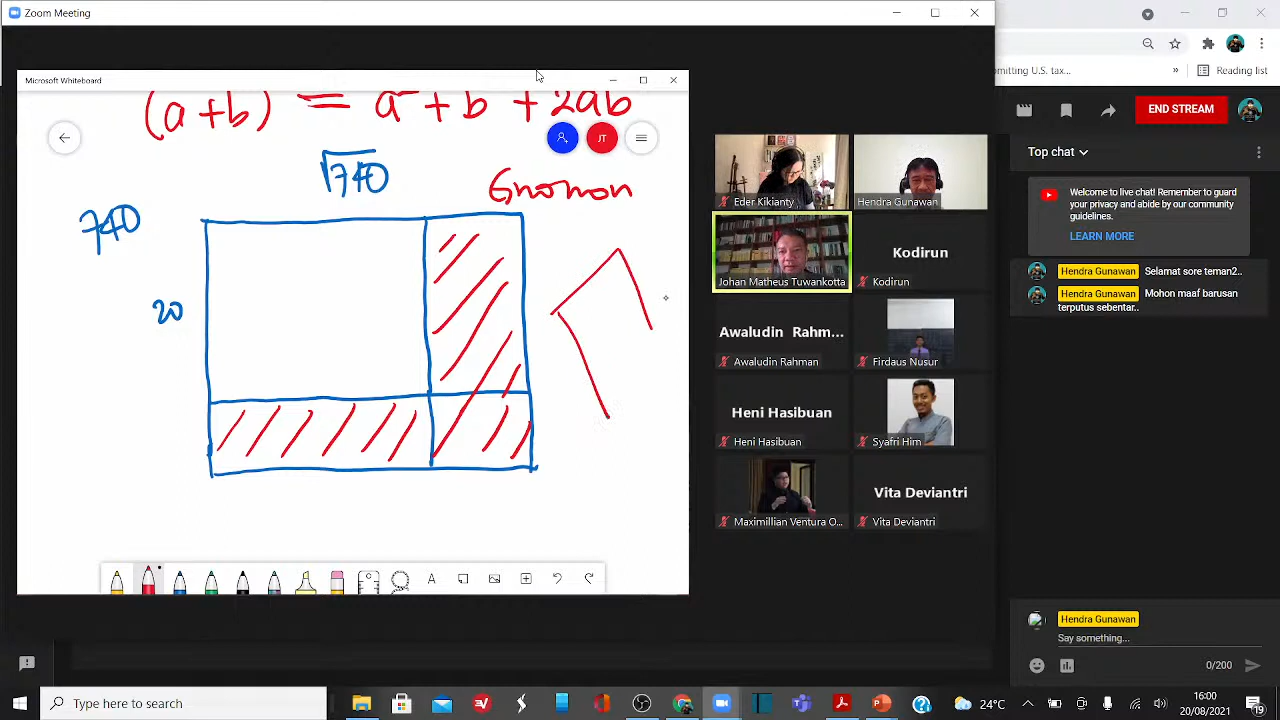 Zoom Meeting
Microsoft Whiteboard
(a+b) = a + b + 2ab
JT
√740
Gnomon
740
20
A
Eder Kikianty
Hendra Gunawan
Johan Matheus Tuwankotta
Kodirun
Kodirun
Awaludin Rahm...
Awaludin Rahman
Firdaus Nusur
Heni Hasibuan
Heni Hasibuan
Syafri Him
Maximillian Ventura O...
Vita Deviantri
Vita Deviantri
omitting U.S. tax...
»
Reading list
END STREAM
Top chat
Welcome to live chat! Remember to guard
your privacy and abide by our community
guidelines.
LEARN MORE
Hendra Gunawan Selamat sore teman2..
Hendra Gunawan Mohon maaf barusan
terputus sebentar..
Hendra Gunawan
Say something...
0/200
Type here to search
24°C
16:00
20/08/2021